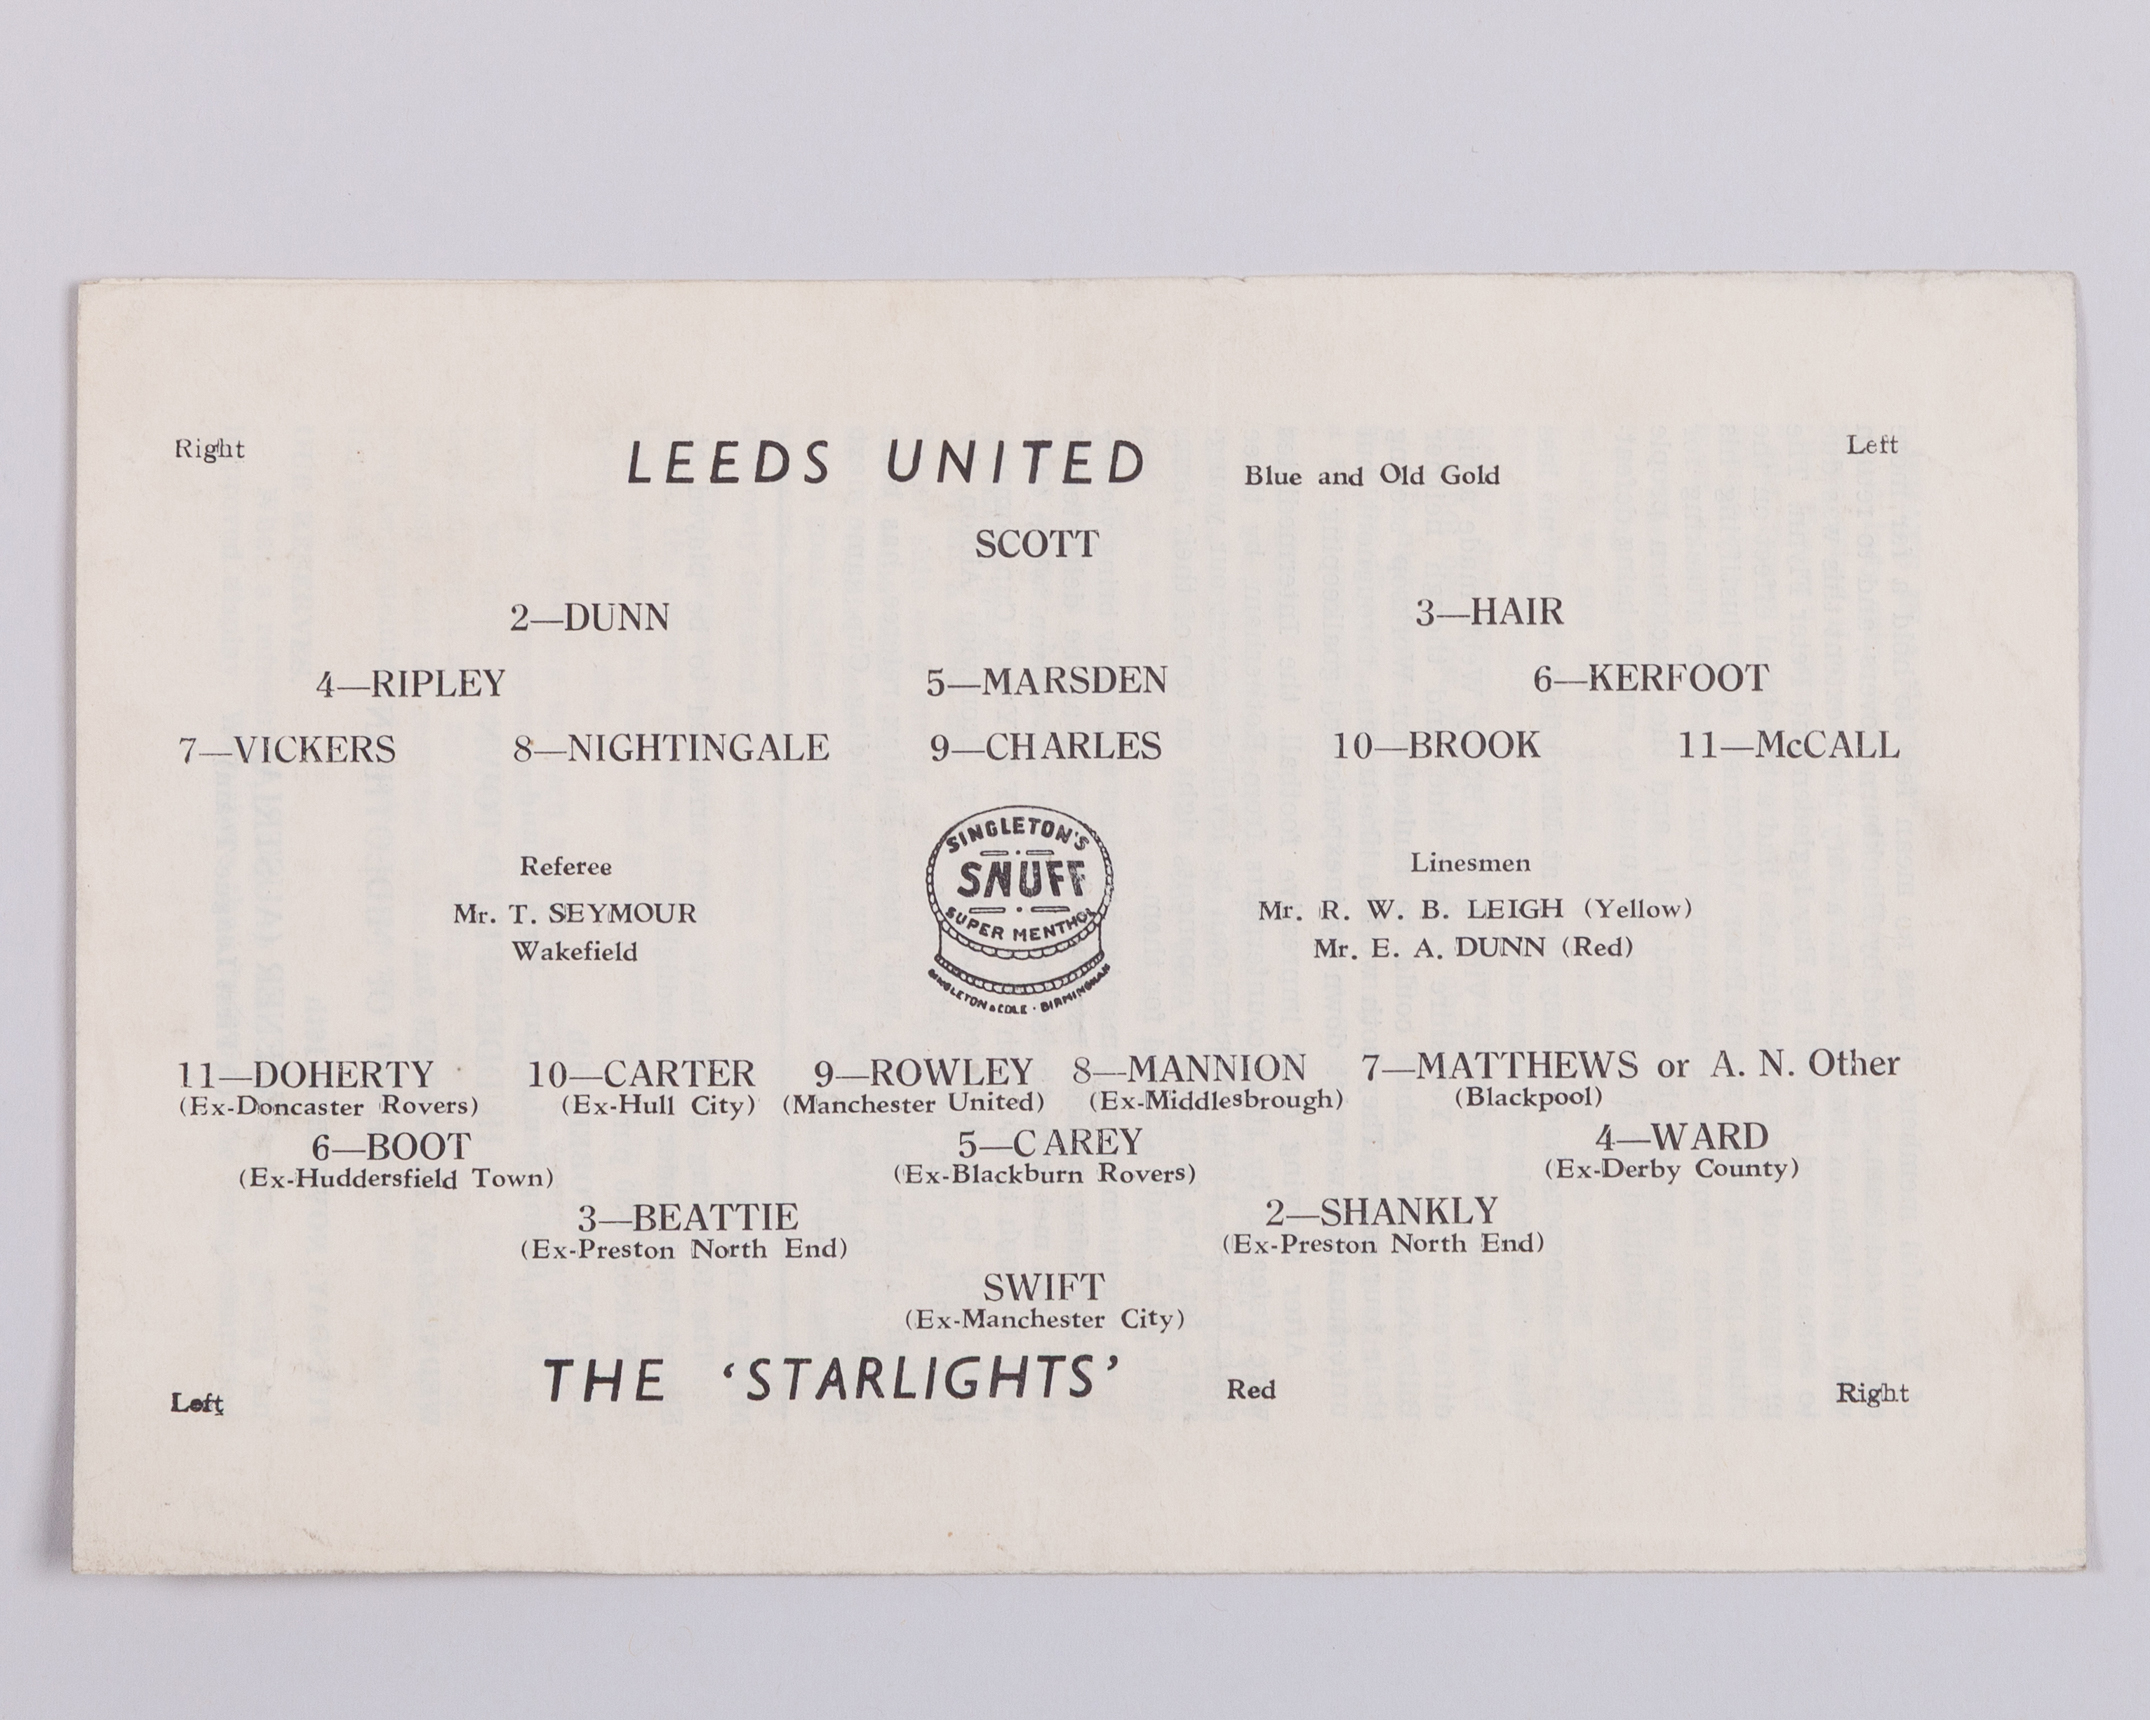 Right LEEDS UNITED Blue and Old Gold Left
SCOTT
2—DUNN 3—HAIR
4—RIPLEY 5—MARSDEN 6—KERFOOT
7—VICKERS 8—NIGHTINGALE 9—CHARLES 10—BROOK 11—McCALL
Referee
Mr. T. SEYMOUR
Wakefield
SINGLETON'S
SNUFF
SUPER MENTHOL
SINGLETON & COLE · BIRMINGHAM
Linesmen
Mr. R. W. B. LEIGH (Yellow)
Mr. E. A. DUNN (Red)
11—DOHERTY 10—CARTER 9—ROWLEY 8—MANNION 7—MATTHEWS or A. N. Other
(Ex-Doncaster Rovers) (Ex-Hull City) (Manchester United) (Ex-Middlesbrough) (Blackpool)
6—BOOT 5—CAREY 4—WARD
(Ex-Huddersfield Town) (Ex-Blackburn Rovers) (Ex-Derby County)
3—BEATTIE 2—SHANKLY
(Ex-Preston North End) (Ex-Preston North End)
SWIFT
(Ex-Manchester City)
Left THE ‘STARLIGHTS’ Red Right